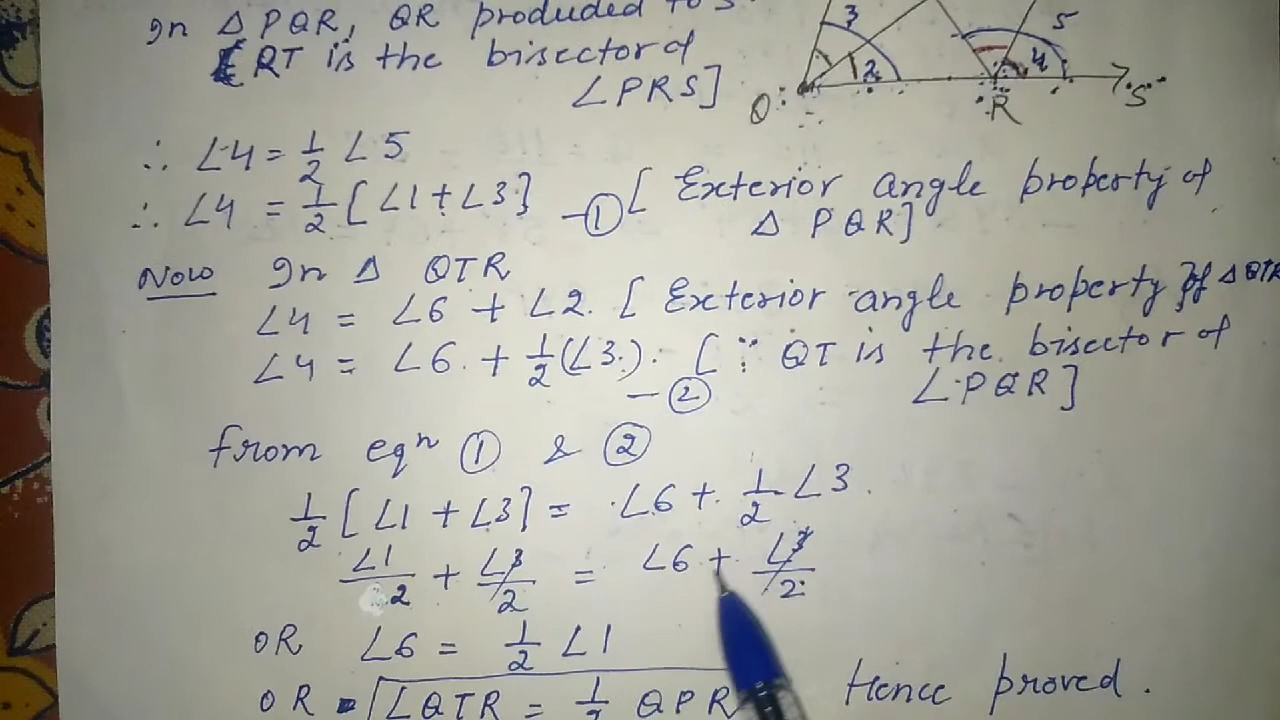 In Δ PQR, QR produded to S
RT is the bisector of
∠PRS]
3 5
2 4
Q R S
∴ ∠4 = 1/2 ∠5
∴ ∠4 = 1/2 [∠1 + ∠3] —① [Exterior angle property of
Δ PQR]
Now In Δ QTR
∠4 = ∠6 + ∠2. [Exterior angle property of Δ QTR
∠4 = ∠6 + 1/2 (∠3). [∵ QT is the bisector of
∠PQR]
—②
from eqn ① & ②
1/2 [∠1 + ∠3] = ∠6 + 1/2 ∠3.
∠1/2 + ∠3/2 = ∠6 + ∠3/2
OR ∠6 = 1/2 ∠1
OR ∠QTR = 1/2 QPR Hence proved.